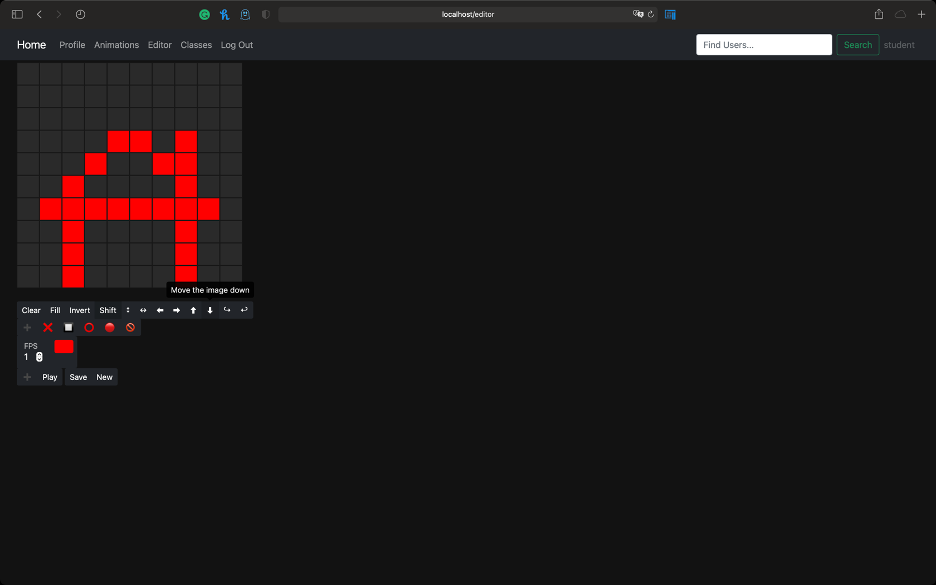 localhost/editor
Home Profile Animations Editor Classes Log Out Find Users... Search student
Move the image down
Clear Fill Invert Shift
FPS
1
Play Save New